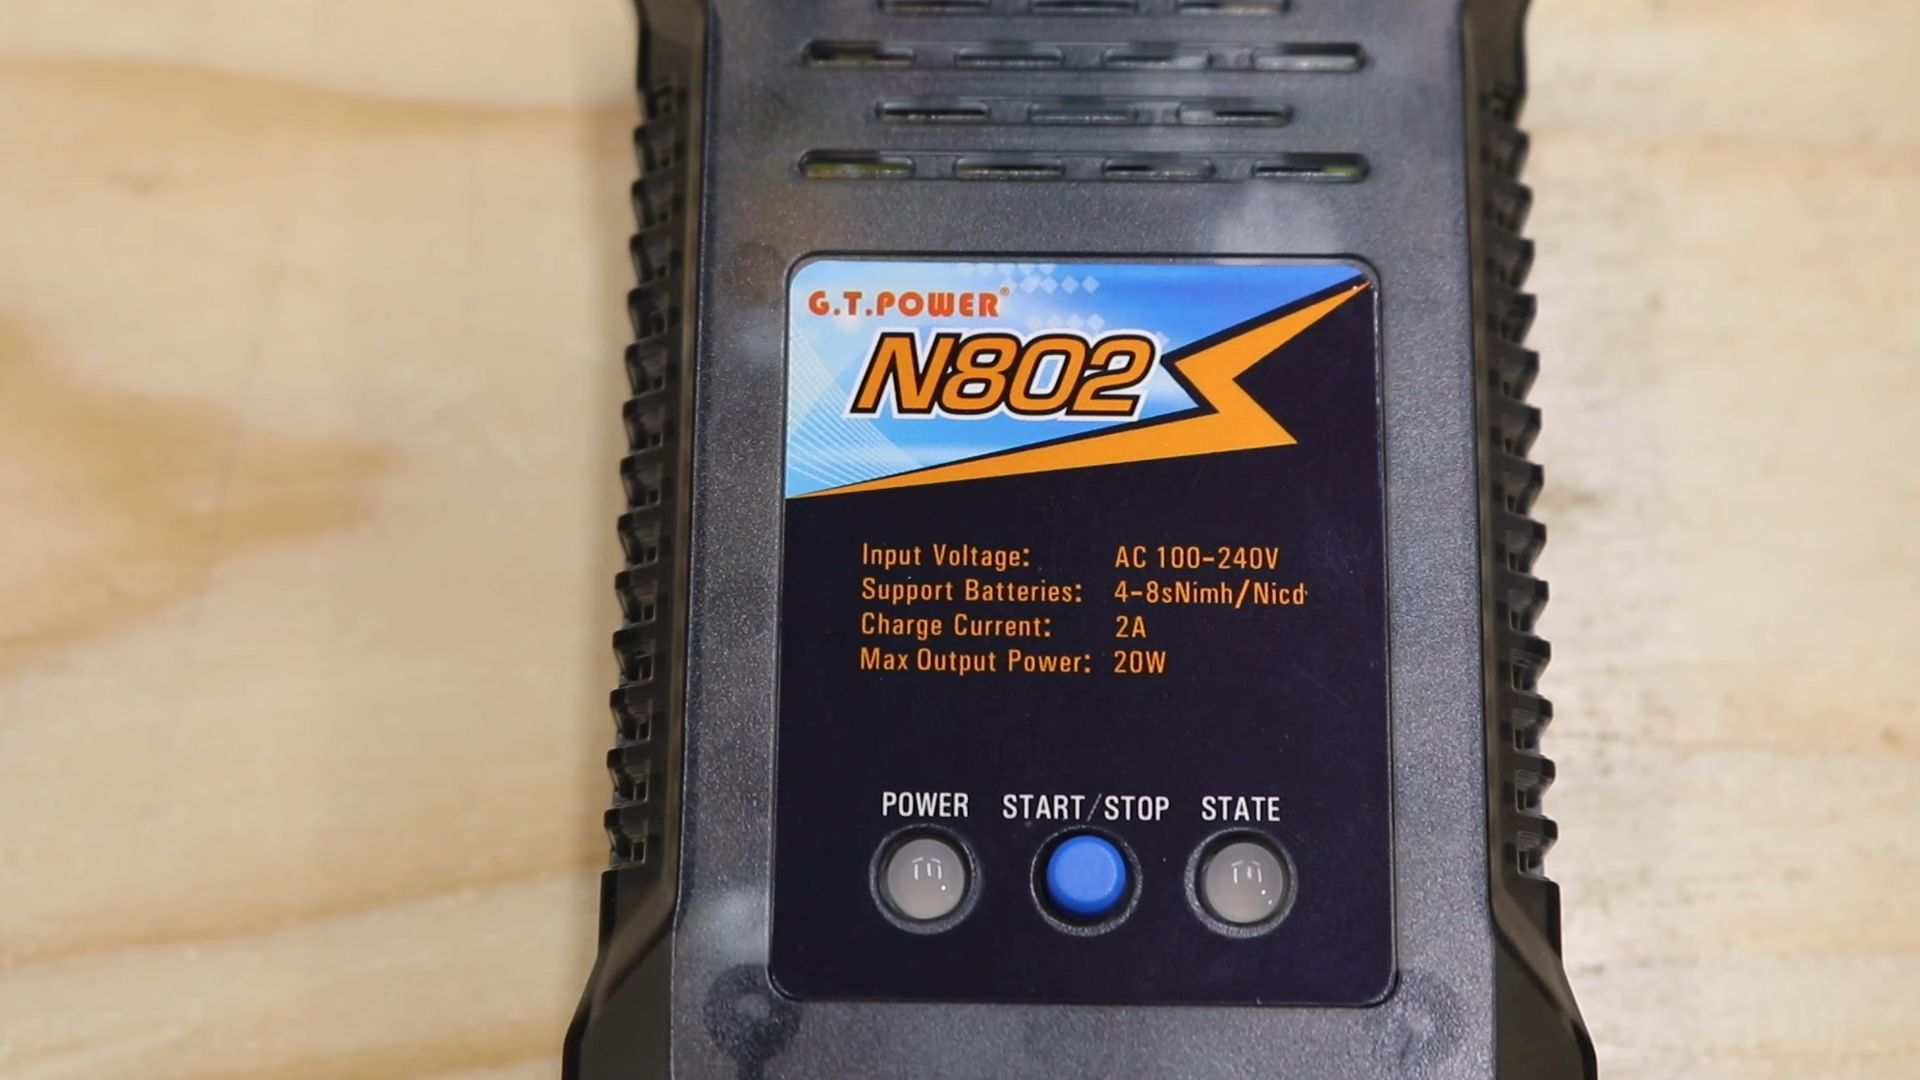 G.T.POWER®
N802
Input Voltage: AC 100-240V
Support Batteries: 4-8sNimh/Nicd
Charge Current: 2A
Max Output Power: 20W
POWER START/STOP STATE